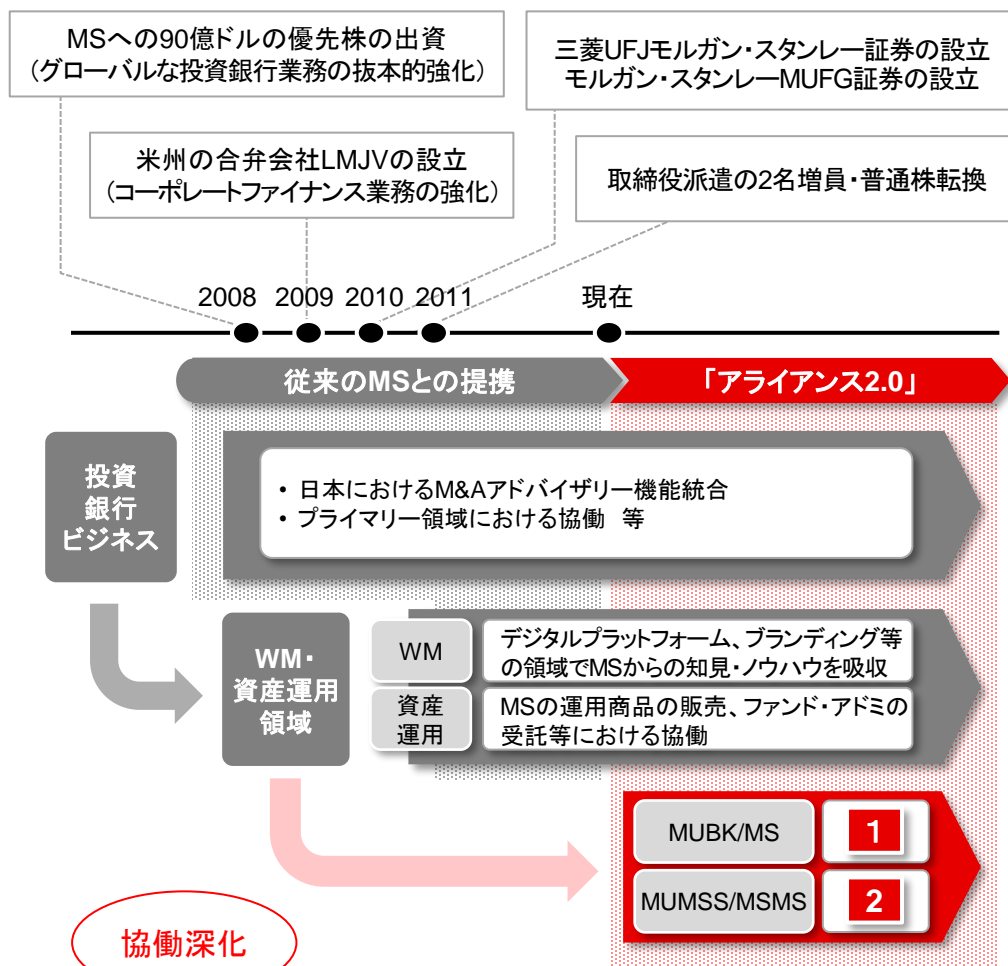 MSへの90億ドルの優先株の出資
(グローバルな投資銀行業務の抜本的強化)
三菱UFJモルガン・スタンレー証券の設立
モルガン・スタンレーMUFG証券の設立
米州の合弁会社LMJVの設立
(コーポレートファイナンス業務の強化)
取締役派遣の2名増員・普通株転換
2008 2009 2010 2011 現在
従来のMSとの提携 「アライアンス2.0」
投資
銀行
ビジネス
・ 日本におけるM&Aアドバイザリー機能統合
・ プライマリー領域における協働 等
WM・
資産運用
領域
WM
デジタルプラットフォーム、ブランディング等
の領域でMSからの知見・ノウハウを吸収
資産
運用
MSの運用商品の販売、ファンド・アドミの
受託等における協働
MUBK/MS 1
MUMSS/MSMS 2
協働深化